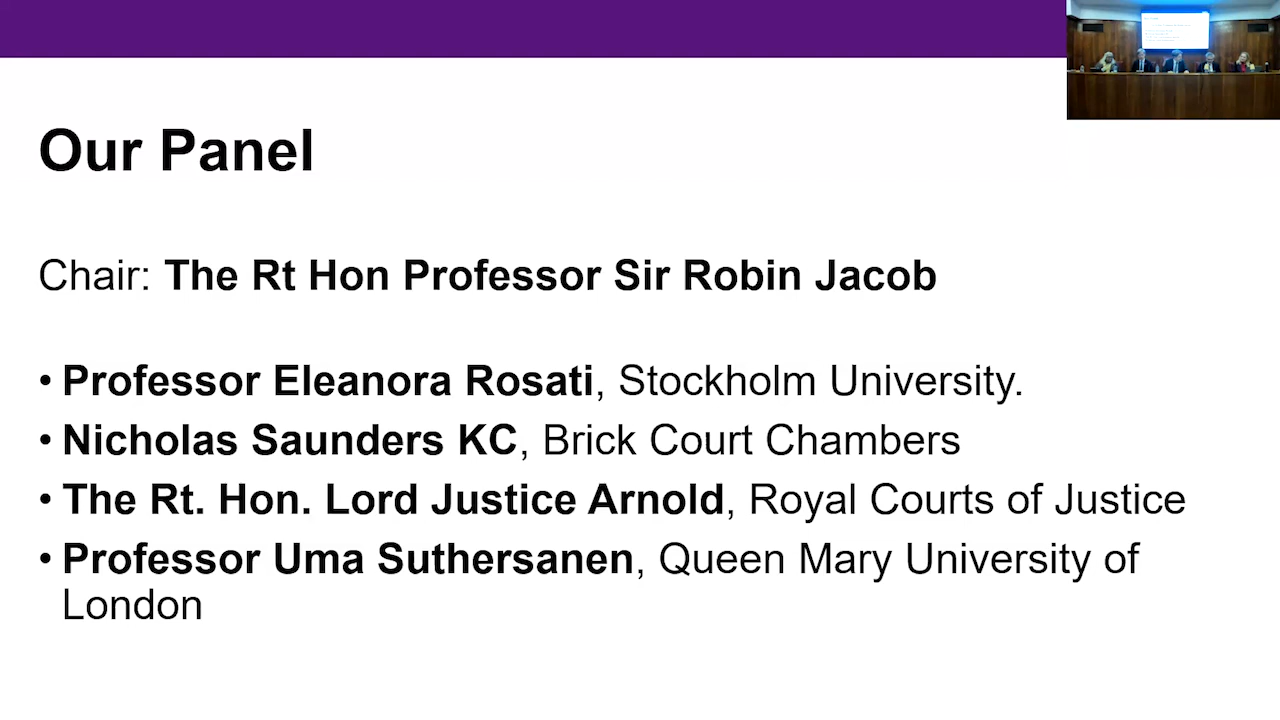 Our Panel
Chair: The Rt Hon Professor Sir Robin Jacob
• Professor Eleanora Rosati, Stockholm University.
• Nicholas Saunders KC, Brick Court Chambers
• The Rt. Hon. Lord Justice Arnold, Royal Courts of Justice
• Professor Uma Suthersanen, Queen Mary University of
London